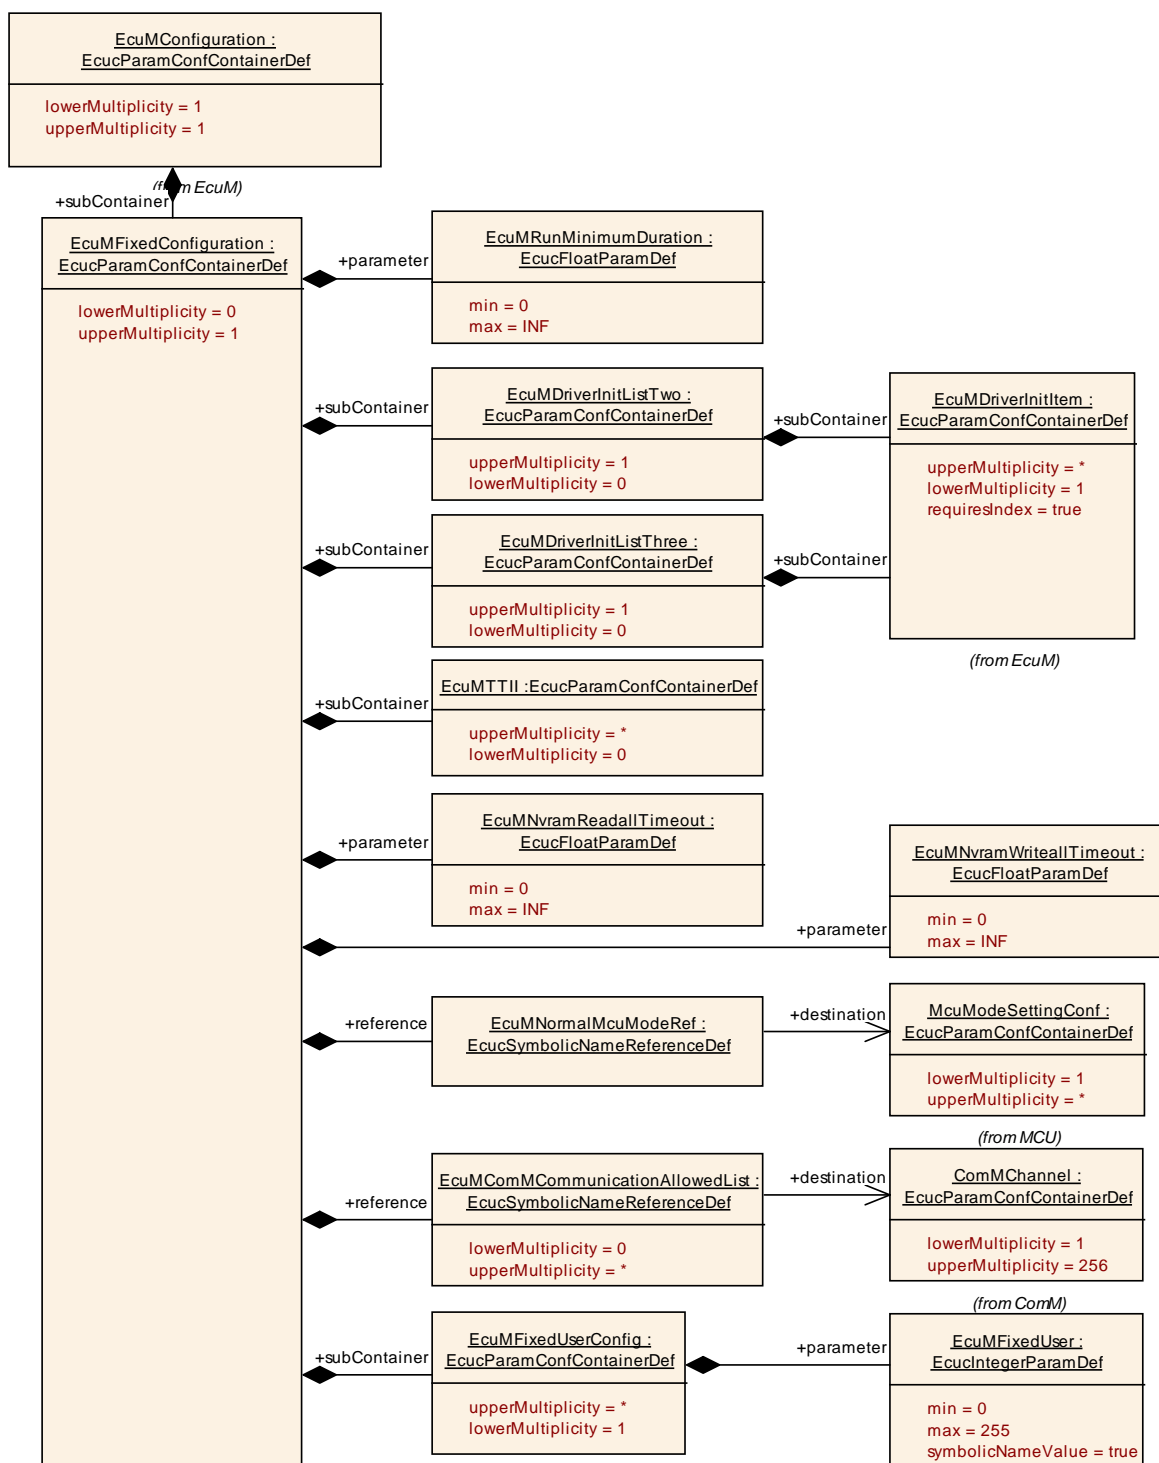 EcuMConfiguration :
EcucParamConfContainerDef
lowerMultiplicity = 1
upperMultiplicity = 1
(from EcuM)
+subContainer
EcuMFixedConfiguration :
EcucParamConfContainerDef
lowerMultiplicity = 0
upperMultiplicity = 1
+parameter
EcuMRunMinimumDuration :
EcucFloatParamDef
min = 0
max = INF
+subContainer
EcuMDriverInitListTwo :
EcucParamConfContainerDef
upperMultiplicity = 1
lowerMultiplicity = 0
+subContainer
EcuMDriverInitItem :
EcucParamConfContainerDef
upperMultiplicity = *
lowerMultiplicity = 1
requiresIndex = true
+subContainer
EcuMDriverInitListThree :
EcucParamConfContainerDef
upperMultiplicity = 1
lowerMultiplicity = 0
+subContainer
(from EcuM)
+subContainer
EcuMTTII :EcucParamConfContainerDef
upperMultiplicity = *
lowerMultiplicity = 0
+parameter
EcuMNvramReadallTimeout :
EcucFloatParamDef
min = 0
max = INF
+parameter
EcuMNvramWriteallTimeout :
EcucFloatParamDef
min = 0
max = INF
+reference
EcuMNormalMcuModeRef :
EcucSymbolicNameReferenceDef
+destination
McuModeSettingConf :
EcucParamConfContainerDef
lowerMultiplicity = 1
upperMultiplicity = *
(from MCU)
+reference
EcuMComMCommunicationAllowedList :
EcucSymbolicNameReferenceDef
lowerMultiplicity = 0
upperMultiplicity = *
+destination
ComMChannel :
EcucParamConfContainerDef
lowerMultiplicity = 1
upperMultiplicity = 256
(from ComM)
+subContainer
EcuMFixedUserConfig :
EcucParamConfContainerDef
upperMultiplicity = *
lowerMultiplicity = 1
+parameter
EcuMFixedUser :
EcucIntegerParamDef
min = 0
max = 255
symbolicNameValue = true